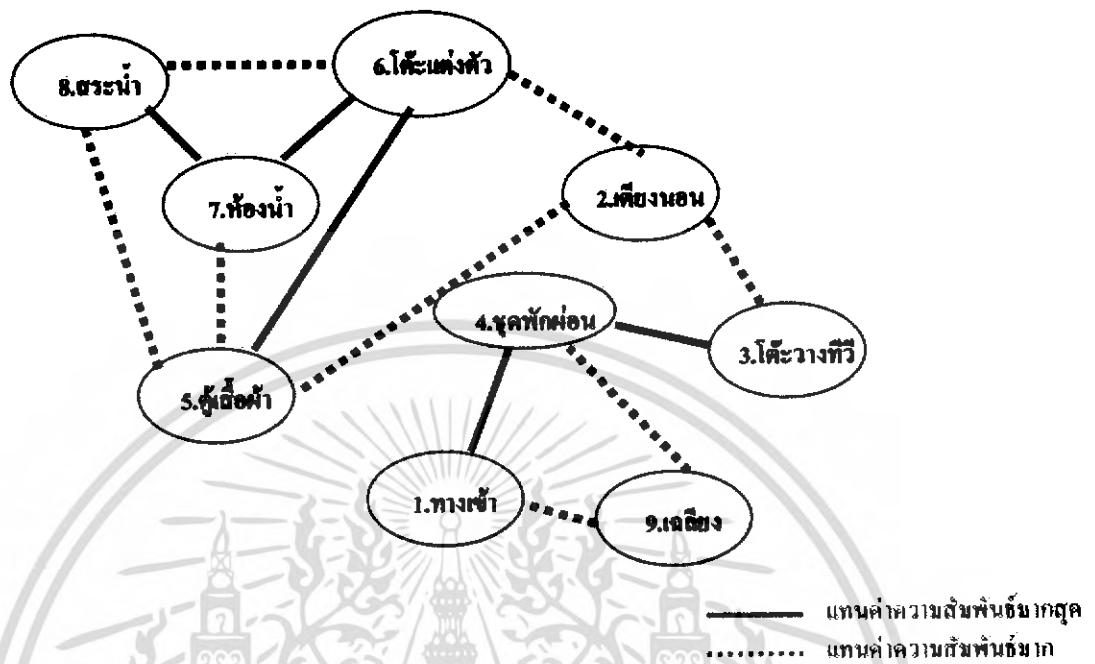 6.โต๊ะแต่งตัว
8.สระน้ำ
2.เตียงนอน
7.ห้องน้ำ
4.ชุดพักผ่อน
3.โต๊ะวางทีวี
5.ตู้เสื้อผ้า
1.ทางเข้า
9.เฉลียง
แทนค่าความสัมพันธ์มากสุด
แทนค่าความสัมพันธ์มาก